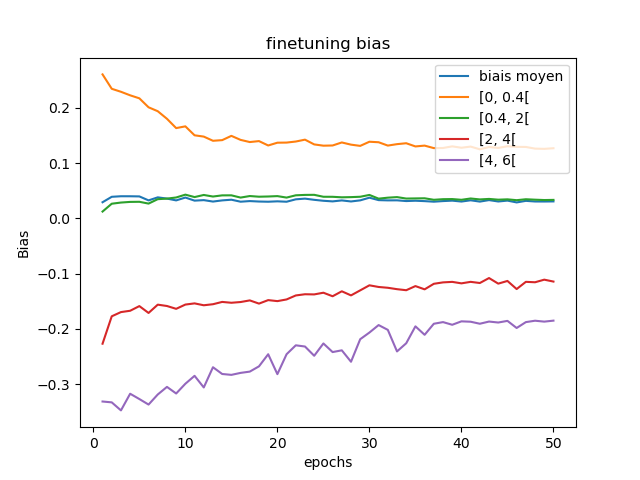 finetuning bias
biais moyen
[0, 0.4[
[0.4, 2[
[2, 4[
[4, 6[
Bias
0.2
0.1
0.0
−0.1
−0.2
−0.3
0 10 20 30 40 50
epochs